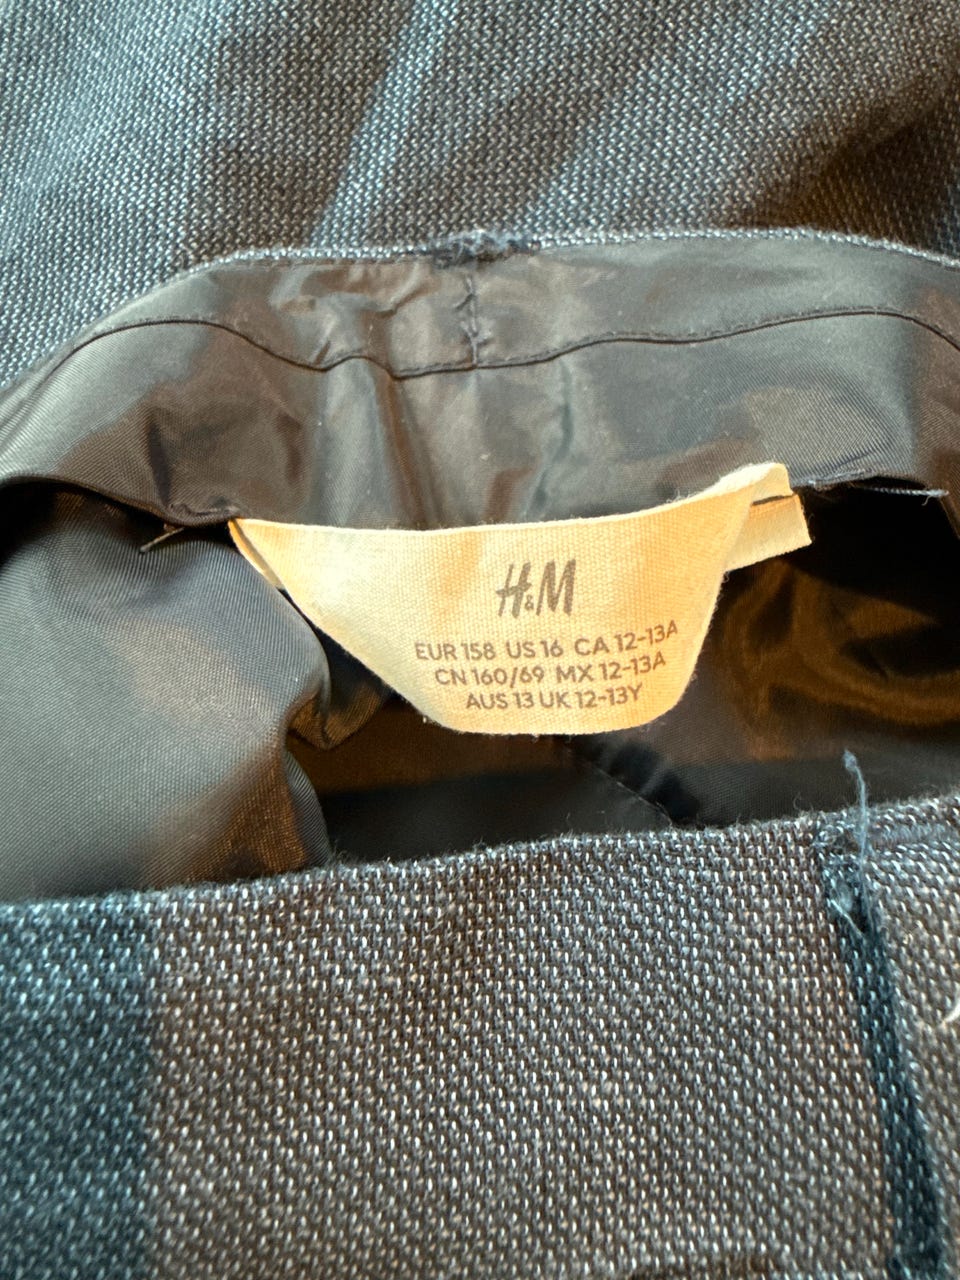 H&M
EUR 158 US 16 CA 12-13A
CN 160/69 MX 12-13A
AUS 13 UK 12-13Y